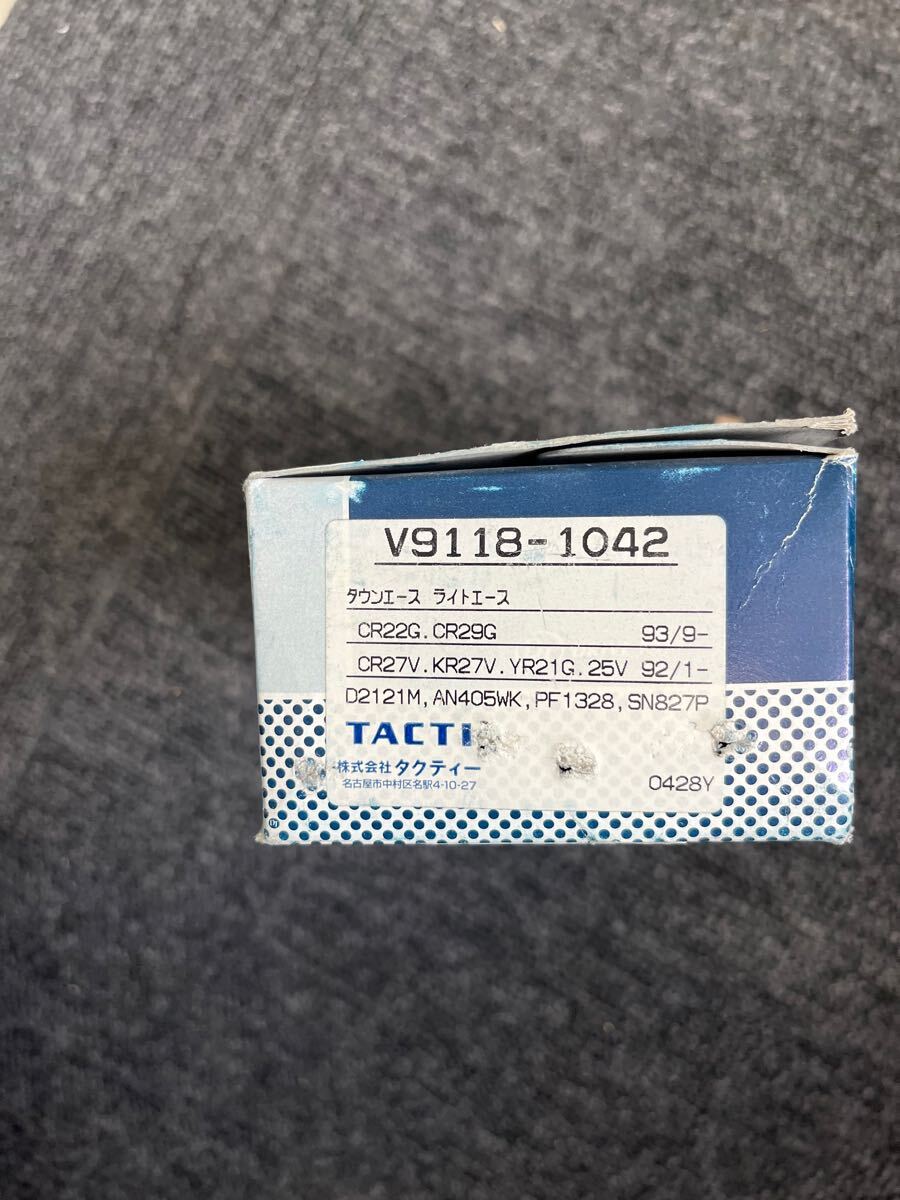 V9118-1042
タウンエース ライトエース
CR22G.CR29G 93/9-
CR27V.KR27V.YR21G.25V 92/1-
D2121M,AN405WK,PF1328,SN827P
TACTI
株式会社タクティー
名古屋市中村区名駅4-10-27
0428Y